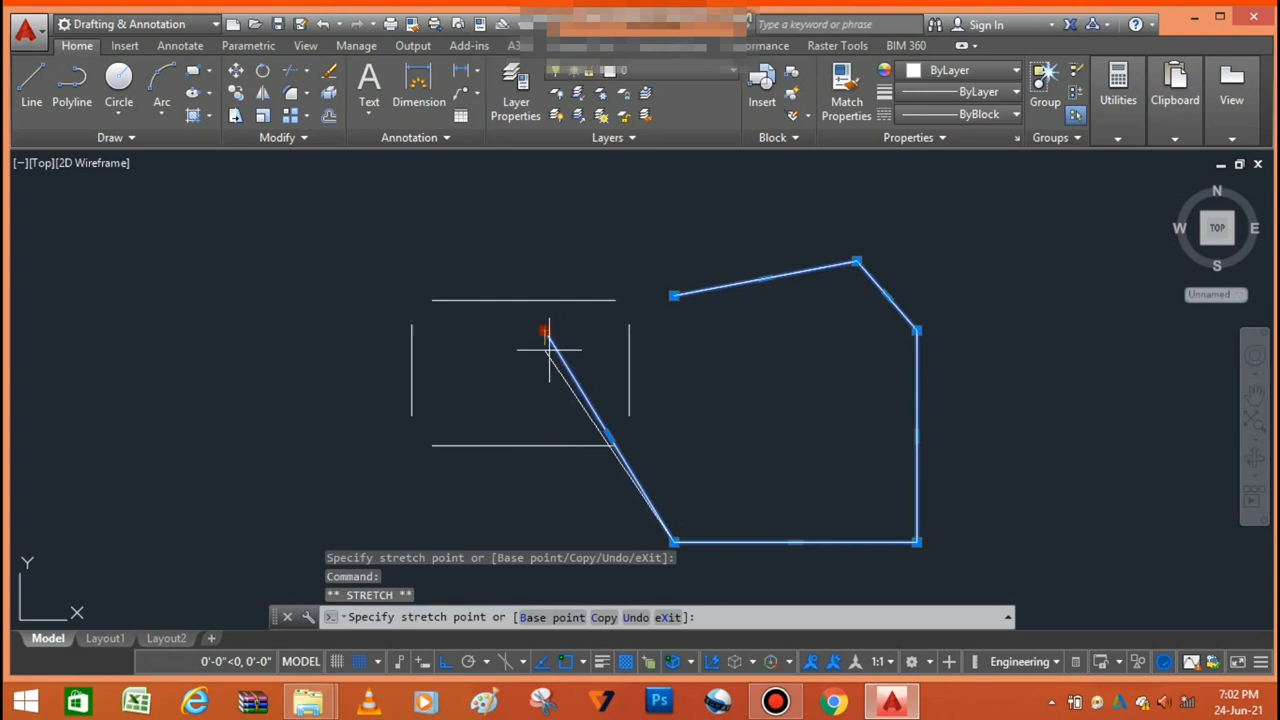 Drafting & Annotation
Type a keyword or phrase
Sign In
Home Insert Annotate Parametric View Manage Output Add-ins
Raster Tools BIM 360
Line Polyline Circle Arc
Text Dimension
Layer Properties
0
Insert
Match Properties
ByLayer
ByLayer
ByBlock
Group
Utilities
Clipboard
View
Draw Modify Annotation Layers Block Properties Groups
[−][Top][2D Wireframe]
N
W TOP E
S
Unnamed
Y
X
Specify stretch point or [Base point/Copy/Undo/eXit]:
Command:
** STRETCH **
Specify stretch point or [Base point Copy Undo eXit]:
Model Layout1 Layout2 +
0'-0"<0, 0'-0" MODEL 1:1 Engineering
Ps
7:02 PM
24-Jun-21